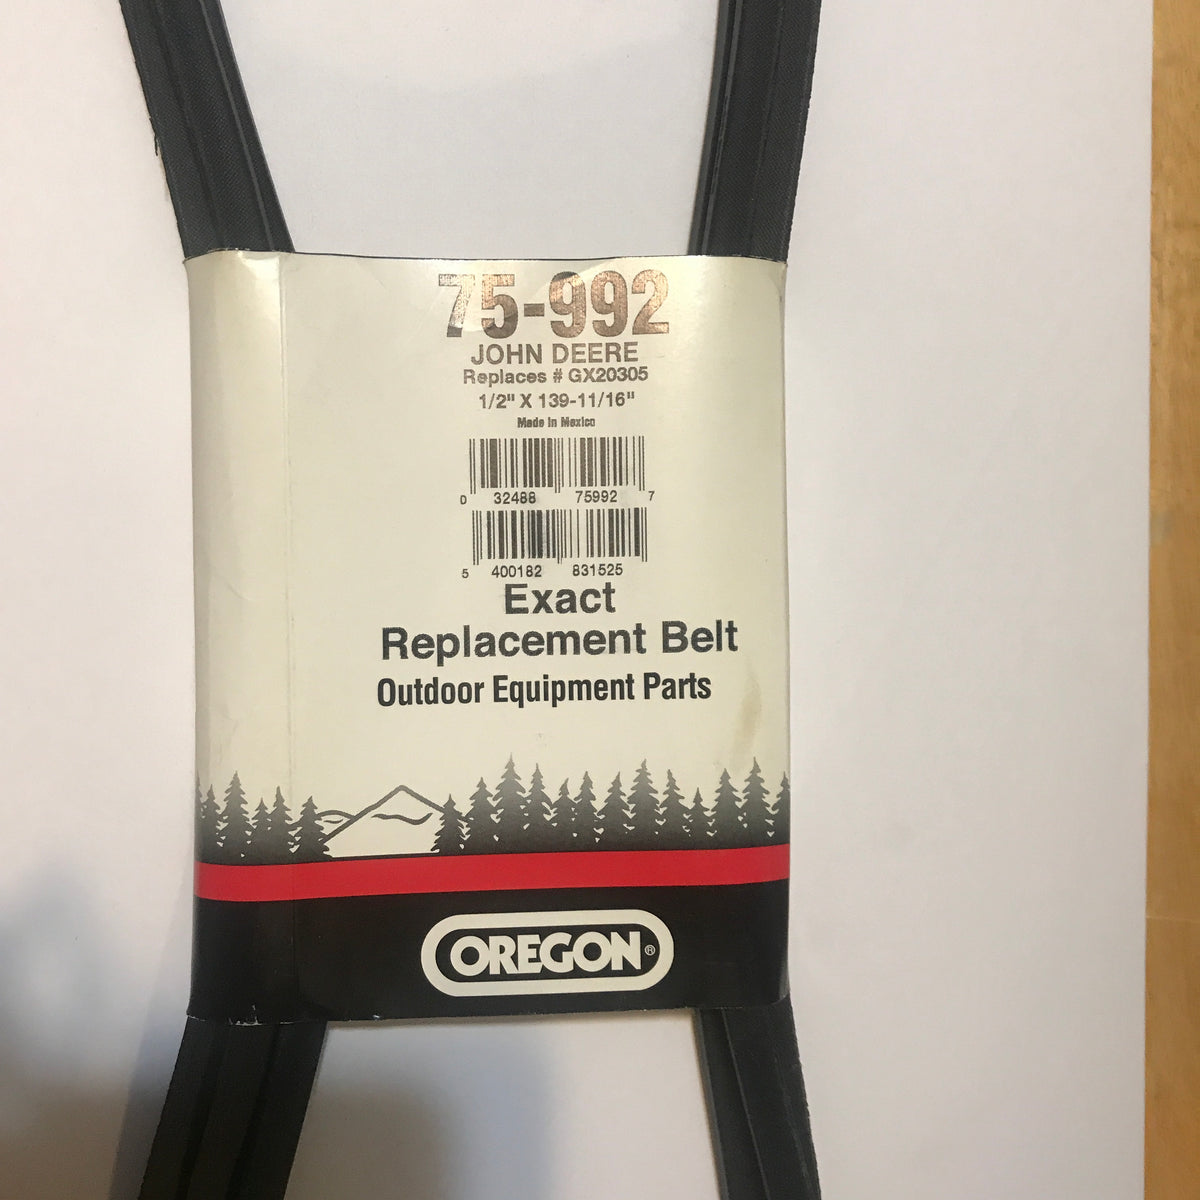 75-992
JOHN DEERE
Replaces # GX20305
1/2" X 139-11/16"
Made in Mexico
0 32488 75992 7
5 400182 831525
Exact
Replacement Belt
Outdoor Equipment Parts
OREGON®